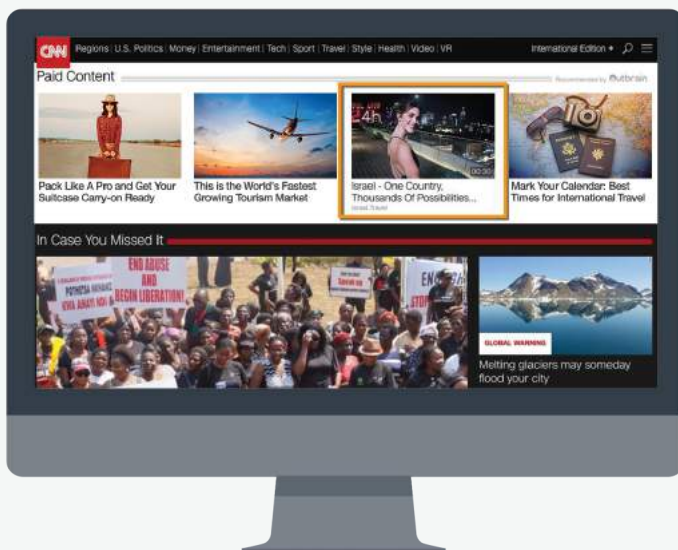 CNN Regions | U.S. Politics | Money | Entertainment | Tech | Sport | Travel | Style | Health | Video | VR International Edition +
Paid Content Recommended by Outbrain
24h
00:30
Pack Like A Pro and Get Your
Suitcase Carry-on Ready
This is the World's Fastest
Growing Tourism Market
Israel - One Country,
Thousands Of Possibilities...
Israel Travel
Mark Your Calendar: Best
Times for International Travel
In Case You Missed It
END ABUSE
AND
BEGIN LIBERATION!
GLOBAL WARNING
Melting glaciers may someday
flood your city